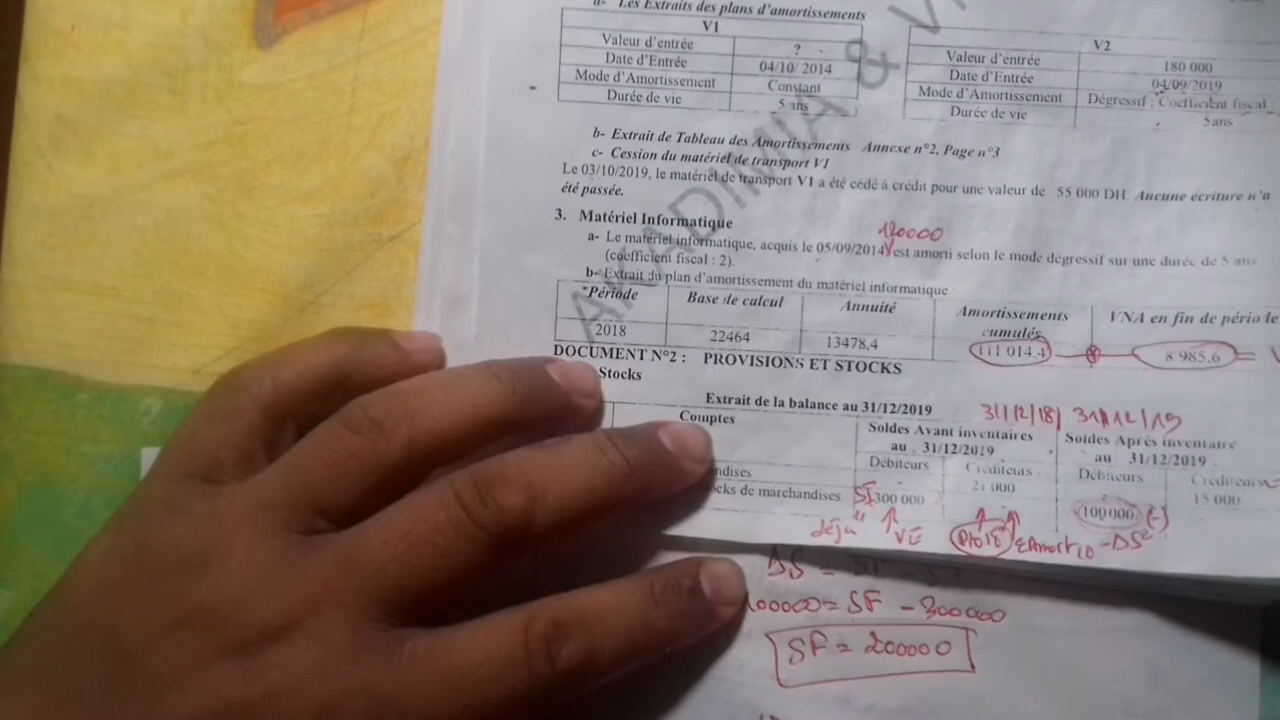 a- Les Extraits des plans d'amortissements
V1
Valeur d'entrée ?
Date d'Entrée 04/10/ 2014
Mode d'Amortissement Constant
Durée de vie 5 ans
V2
Valeur d'entrée 180 000
Date d'Entrée 04/09/2019
Mode d'Amortissement Dégressif : Coefficient fiscal
Durée de vie 5ans
b- Extrait de Tableau des Amortissements Annexe n°2, Page n°3
c- Cession du matériel de transport V1
Le 03/10/2019, le matériel de transport V1 a été cédé à crédit pour une valeur de 55 000 DH. Aucune écriture n'a
été passée.
3. Matériel Informatique
120000
a- Le matériel informatique, acquis le 05/09/2014 est amorti selon le mode dégressif sur une durée de 5 ans
(coefficient fiscal : 2).
b- Extrait du plan d'amortissement du matériel informatique :
Période Base de calcul Annuité Amortissements cumulés VNA en fin de période
2018 22464 13478,4 111 014,4 8 985,6
DOCUMENT N°2 : PROVISIONS ET STOCKS
Stocks
Extrait de la balance au 31/12/2019
31/12/18 31/12/19
Comptes Soldes Avant inventaires au 31/12/2019 Soldes Après inventaire au 31/12/2019
Débiteurs Créditeurs Débiteurs Créditeurs
ndises 300 000 100 000 (-)
cks de marchandises 15 000
SI
déjà VE
100000 = SF - 300000
SF = 200000
AKADIMIA &